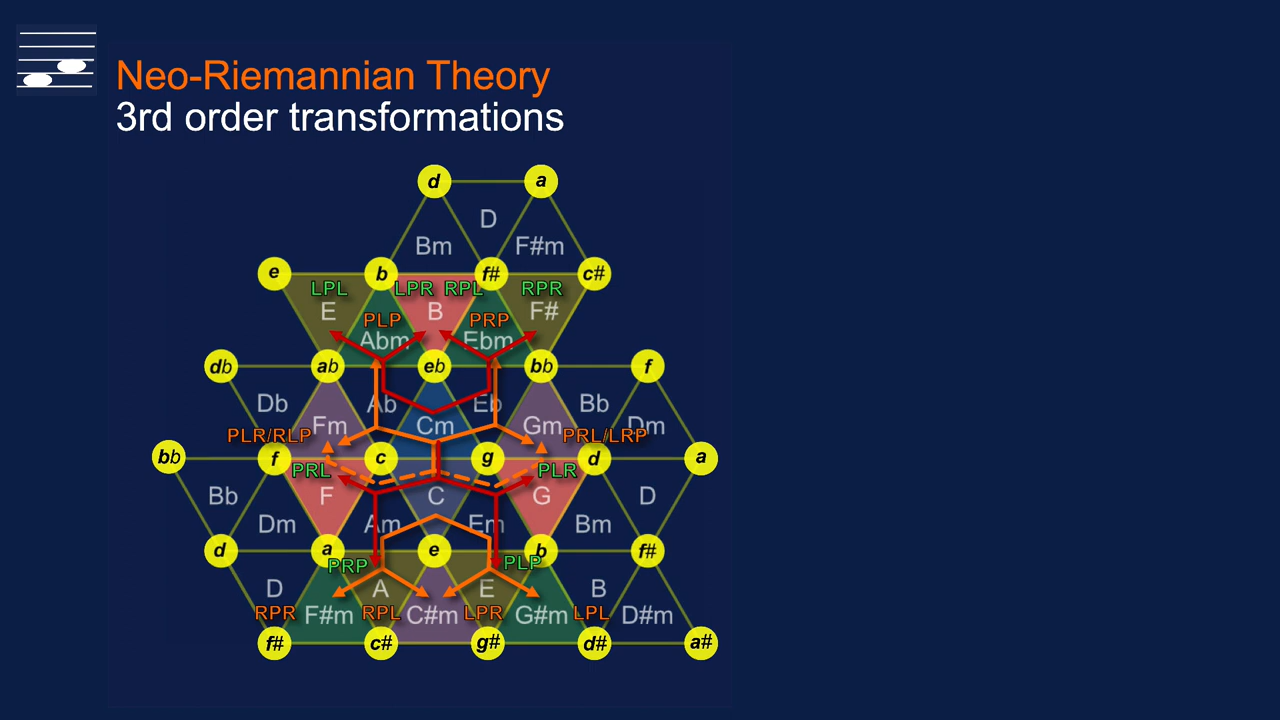 Neo-Riemannian Theory
3rd order transformations
d a
D
Bm F#m
e b f# c#
LPL LPR RPL RPR
E B F#
PLP PRP
Abm Ebm
db ab eb bb f
Db Ab Eb Bb
Fm Cm Gm Dm
PLR/RLP PRL/LRP
bb f c g d a
PRL PLR
Bb F C G D
Dm Am Em Bm
d a e b f#
PRP PLP
D A E B
RPR F#m RPL C#m LPR G#m LPL D#m
f# c# g# d# a#